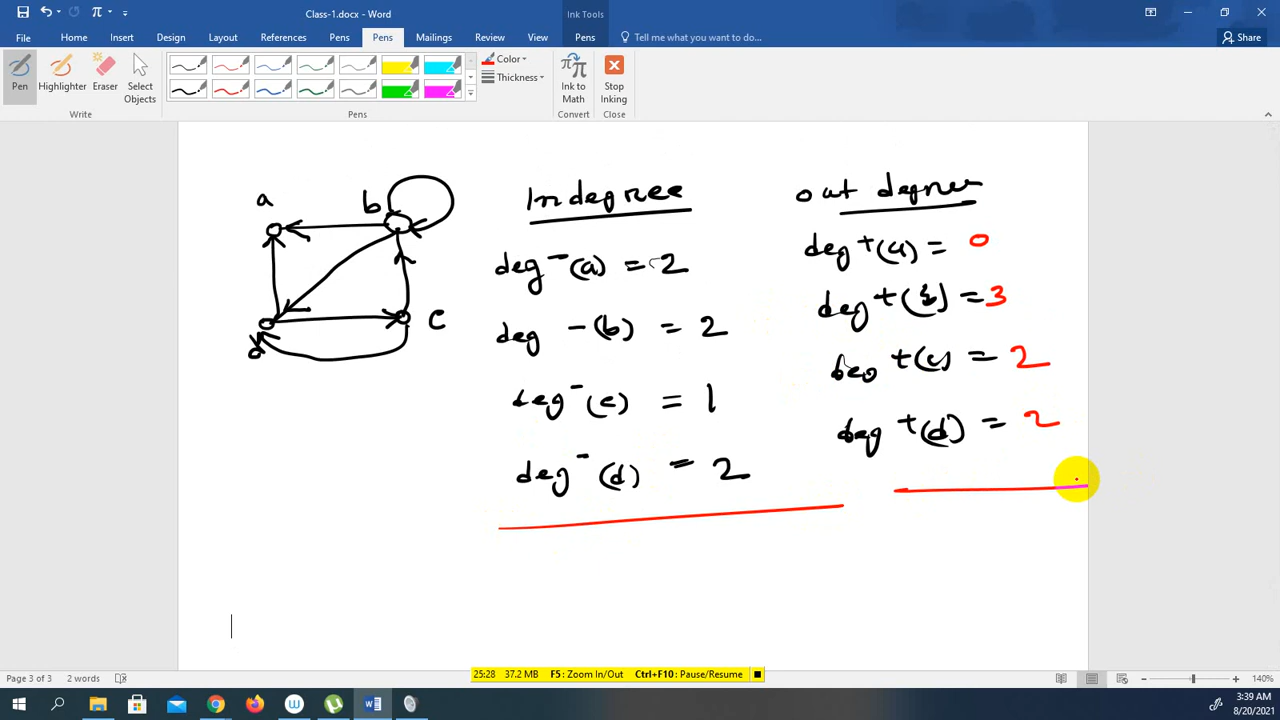 Class-1.docx - Word
Ink Tools
File Home Insert Draw Design Layout References Pens Pens Mailings Review View Pens Tell me what you want to do... Share
Pen Highlighter Eraser Select Objects
Color
Thickness
Ink to Math
Stop Inking
Write Pens Convert Close
a b
c
d
Indegree
deg⁻(a) = 2
deg -(b) = 2
deg⁻(c) = 1
deg⁻(d) = 2
out degree
deg+(a) = 0
deg+(b) = 3
deg +(c) = 2
deg +(d) = 2
25:28 37.2 MB F5: Zoom In/Out Ctrl+F10: Pause/Resume
Page 3 of 3 2 words 140%
3:39 AM
8/20/2021